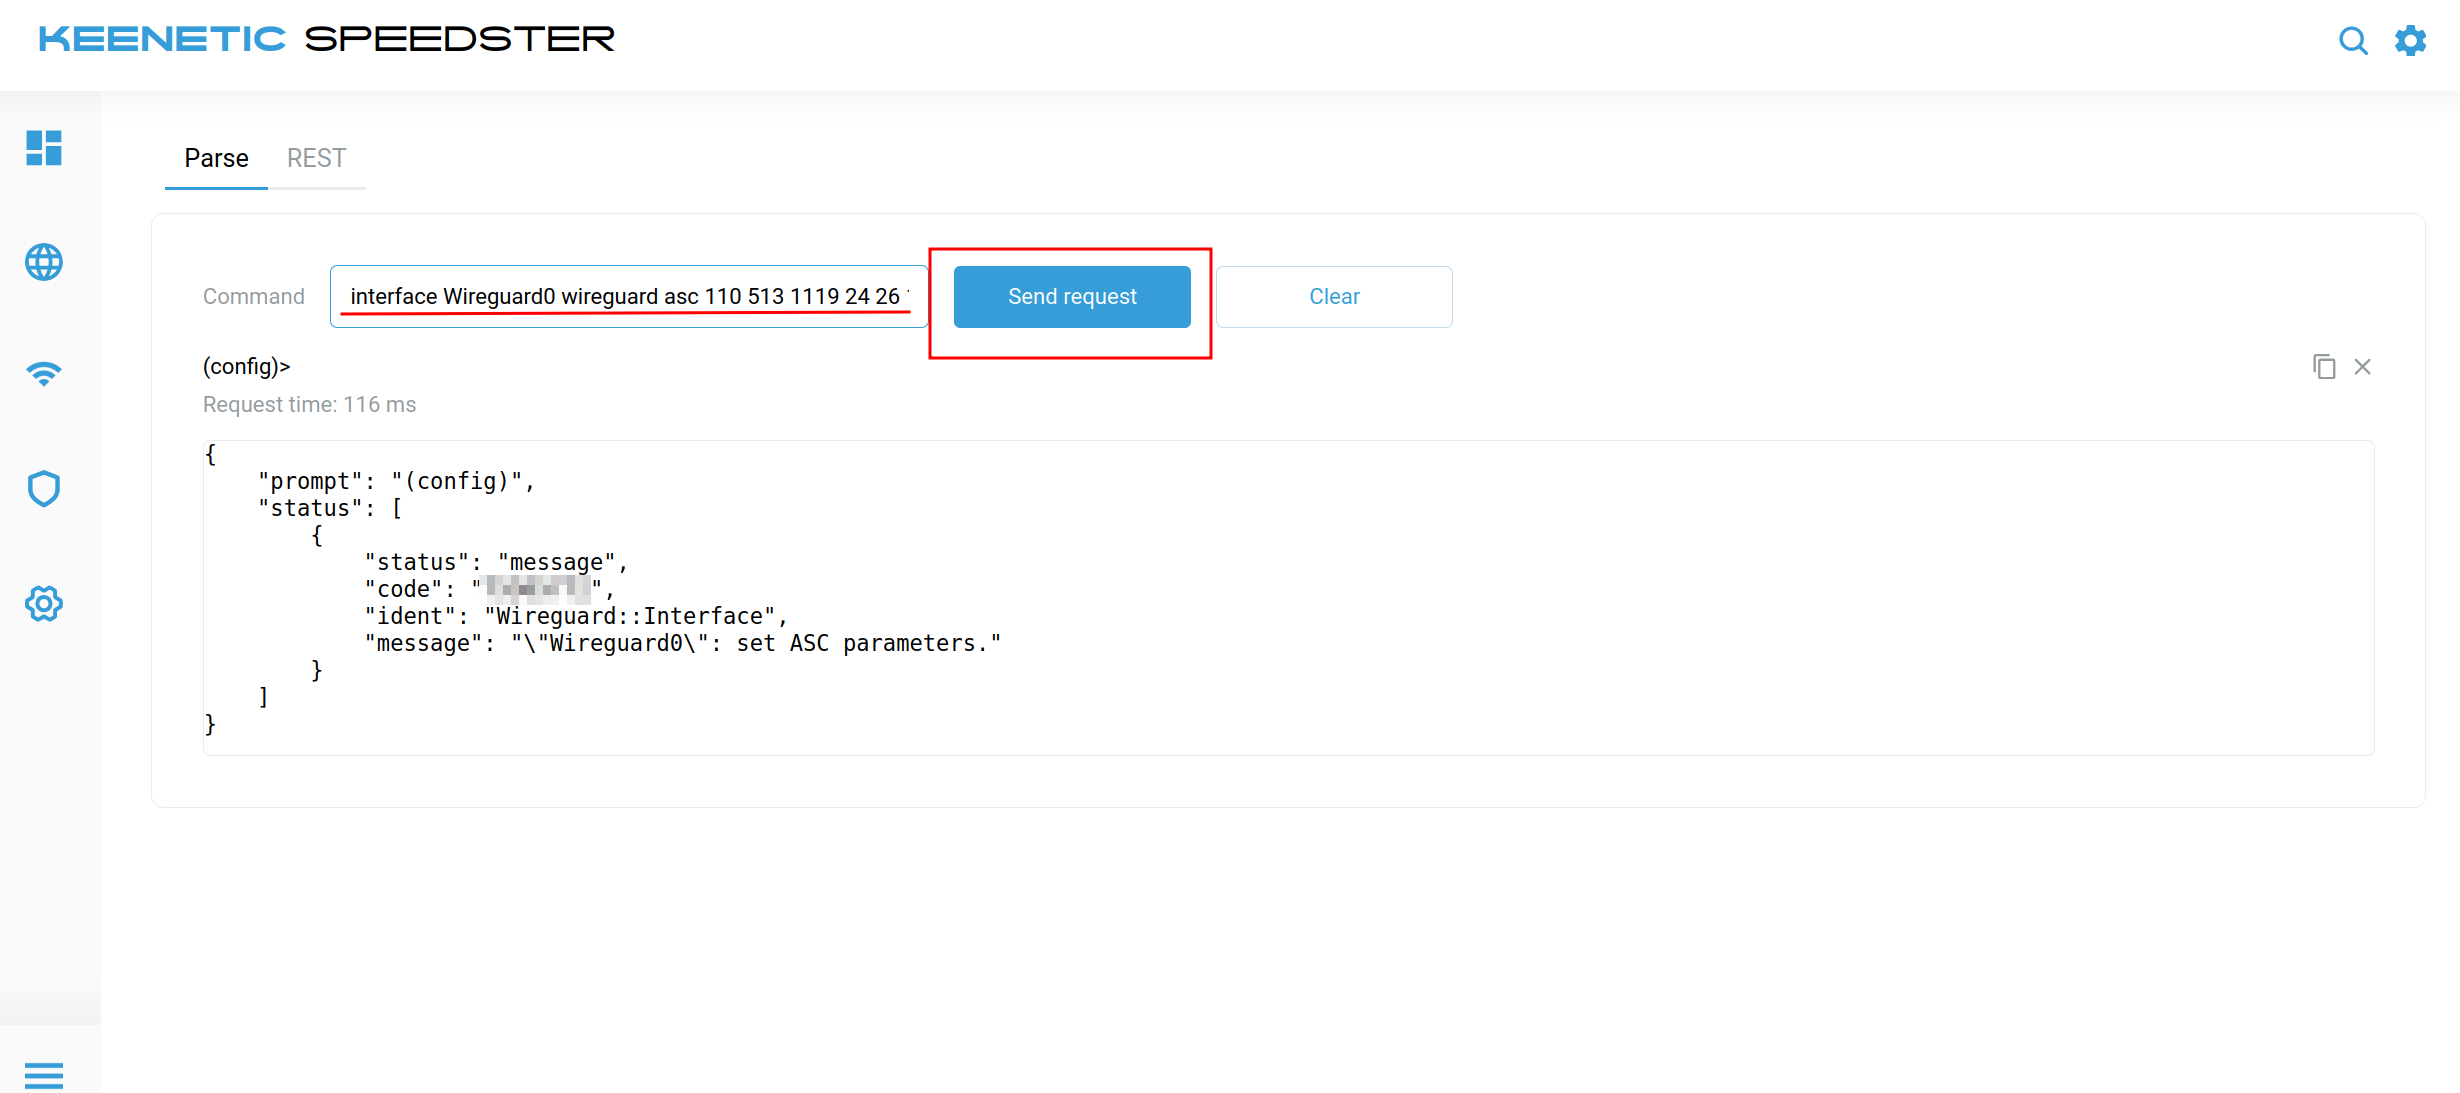 KEENETIC SPEEDSTER
Parse REST
Command interface Wireguard0 wireguard asc 110 513 1119 24 26 Send request Clear
(config)>
Request time: 116 ms
{
    "prompt": "(config)",
    "status": [
        {
            "status": "message",
            "code": "",
            "ident": "Wireguard::Interface",
            "message": "\"Wireguard0\": set ASC parameters."
        }
    ]
}